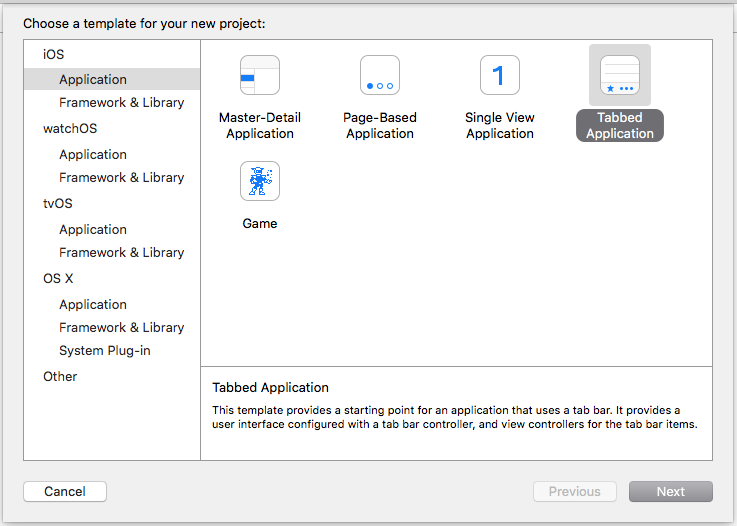 Choose a template for your new project:
iOS
Application
Framework & Library
watchOS
Application
Framework & Library
tvOS
Application
Framework & Library
OS X
Application
Framework & Library
System Plug-in
Other
Master-Detail
Application
Page-Based
Application
1
Single View
Application
Tabbed
Application
Game
Tabbed Application
This template provides a starting point for an application that uses a tab bar. It provides a
user interface configured with a tab bar controller, and view controllers for the tab bar items.
Cancel
Previous
Next